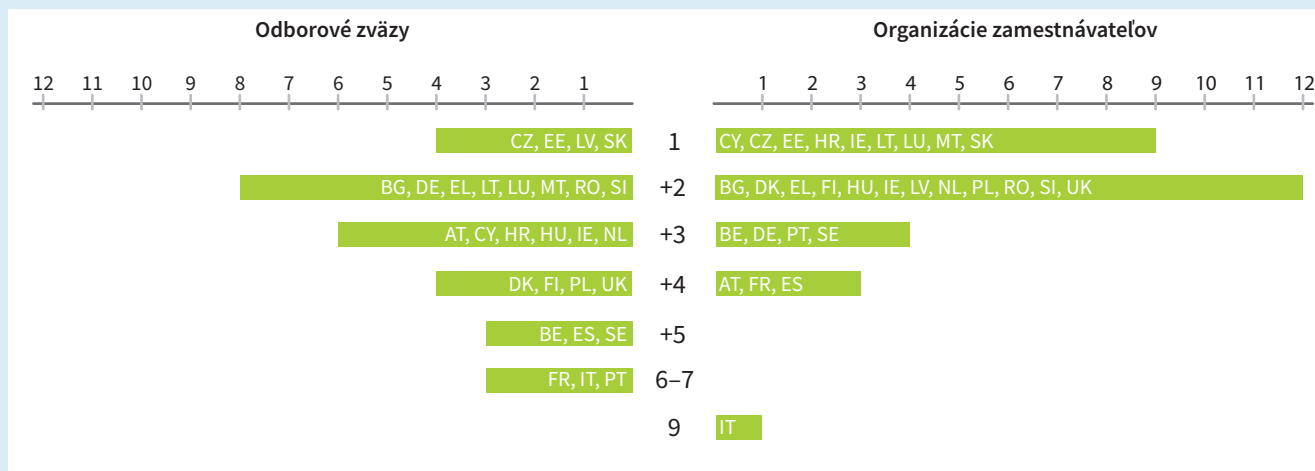 Odborové zväzy
Organizácie zamestnávateľov
12 11 10 9 8 7 6 5 4 3 2 1
1 2 3 4 5 6 7 8 9 10 11 12
CZ, EE, LV, SK 1 CY, CZ, EE, HR, IE, LT, LU, MT, SK
BG, DE, EL, LT, LU, MT, RO, SI +2 BG, DK, EL, FI, HU, IE, LV, NL, PL, RO, SI, UK
AT, CY, HR, HU, IE, NL +3 BE, DE, PT, SE
DK, FI, PL, UK +4 AT, FR, ES
BE, ES, SE +5
FR, IT, PT 6–7
9 IT